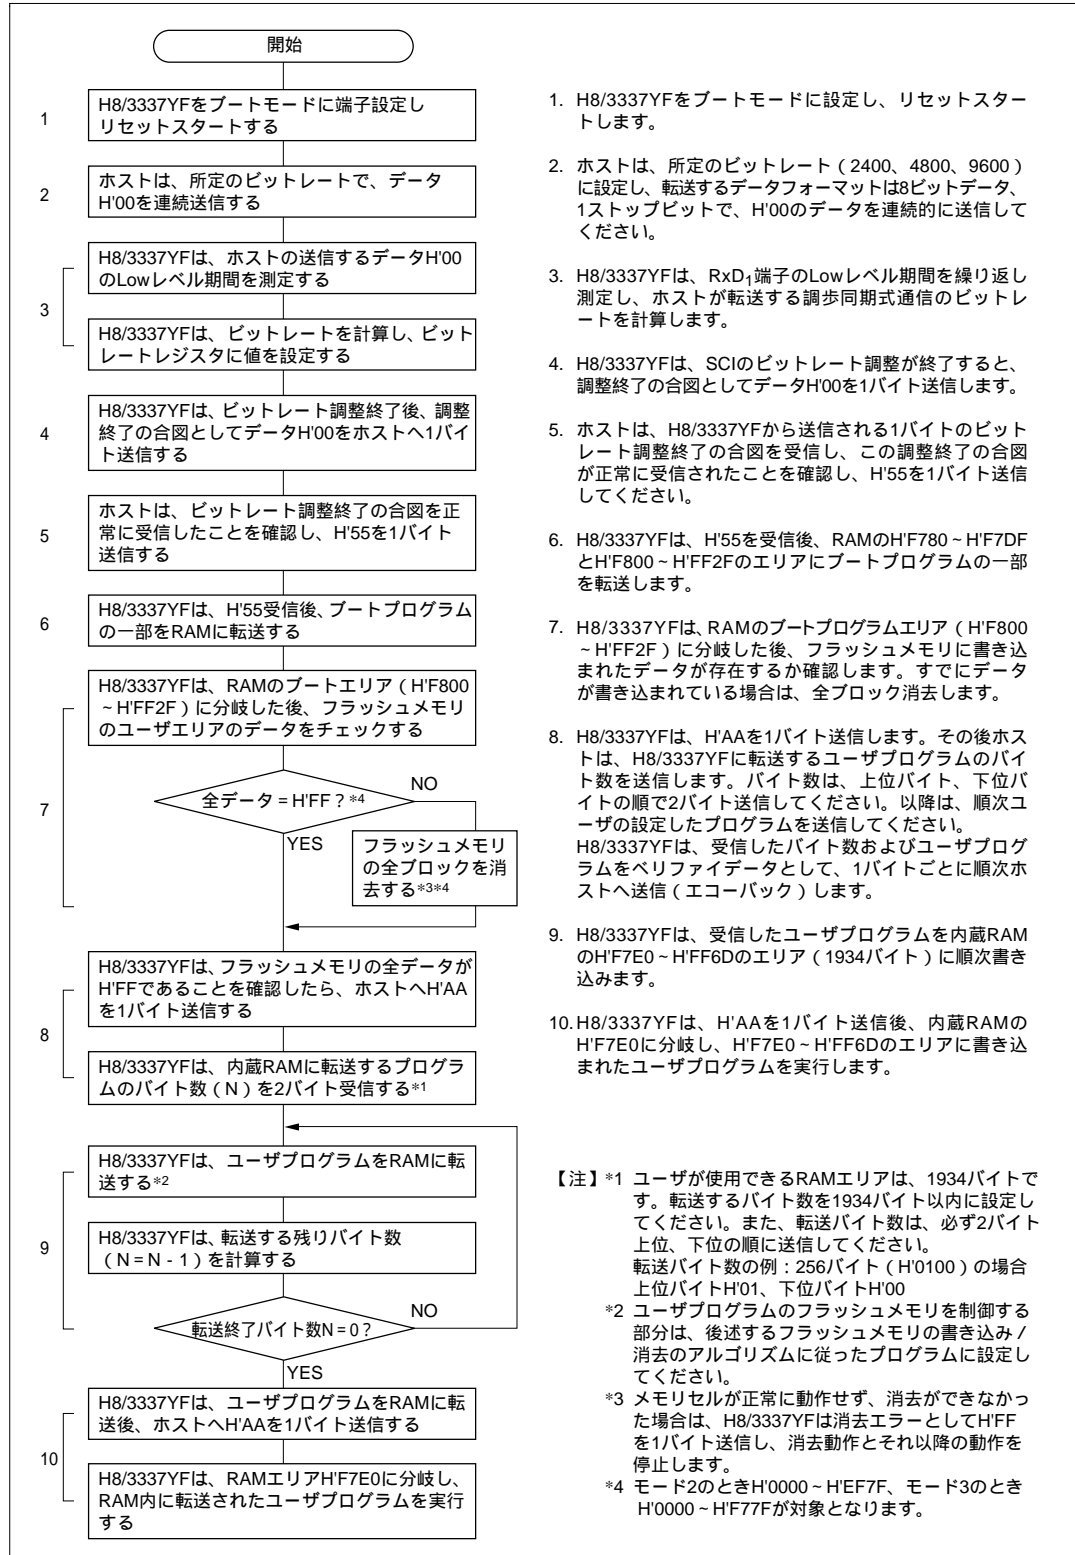 開始
1
H8/3337YFをブートモードに端子設定し
リセットスタートする
2
ホストは、所定のビットレートで、データ
H'00を連続送信する
3
H8/3337YFは、ホストの送信するデータH'00
のLowレベル期間を測定する
H8/3337YFは、ビットレートを計算し、ビット
レートレジスタに値を設定する
4
H8/3337YFは、ビットレート調整終了後、調整
終了の合図としてデータH'00をホストへ1バイ
ト送信する
5
ホストは、ビットレート調整終了の合図を正
常に受信したことを確認し、H'55を1バイト
送信する
6
H8/3337YFは、H'55受信後、ブートプログラム
の一部をRAMに転送する
7
H8/3337YFは、RAMのブートエリア（H'F800
~H'FF2F）に分岐した後、フラッシュメモリ
のユーザエリアのデータをチェックする
全データ＝H'FF？*4
NO
YES
フラッシュメモリ
の全ブロックを消
去する*3*4
8
H8/3337YFは、フラッシュメモリの全データが
H'FFであることを確認したら、ホストへH'AA
を1バイト送信する
H8/3337YFは、内蔵RAMに転送するプログラ
ムのバイト数（N）を2バイト受信する*1
9
H8/3337YFは、ユーザプログラムをRAMに転
送する*2
H8/3337YFは、転送する残りバイト数
（N＝N - 1）を計算する
転送終了バイト数N＝0？
NO
YES
10
H8/3337YFは、ユーザプログラムをRAMに転
送後、ホストへH'AAを1バイト送信する
H8/3337YFは、RAMエリアH'F7E0に分岐し、
RAM内に転送されたユーザプログラムを実行
する
1. H8/3337YFをブートモードに設定し、リセットスター
トします。
2. ホストは、所定のビットレート（2400、4800、9600）
に設定し、転送するデータフォーマットは8ビットデータ、
1ストップビットで、H'00のデータを連続的に送信して
ください。
3. H8/3337YFは、RxD1端子のLowレベル期間を繰り返し
測定し、ホストが転送する調歩同期式通信のビットレ
ートを計算します。
4. H8/3337YFは、SCIのビットレート調整が終了すると、
調整終了の合図としてデータH'00を1バイト送信します。
5. ホストは、H8/3337YFから送信される1バイトのビット
レート調整終了の合図を受信し、この調整終了の合図
が正常に受信されたことを確認し、H'55を1バイト送信
してください。
6. H8/3337YFは、H'55を受信後、RAMのH'F780~H'F7DF
とH'F800~H'FF2Fのエリアにブートプログラムの一部
を転送します。
7. H8/3337YFは、RAMのブートプログラムエリア（H'F800
~H'FF2F）に分岐した後、フラッシュメモリに書き込
まれたデータが存在するか確認します。すでにデータ
が書き込まれている場合は、全ブロック消去します。
8. H8/3337YFは、H'AAを1バイト送信します。その後ホス
トは、H8/3337YFに転送するユーザプログラムのバイ
ト数を送信します。バイト数は、上位バイト、下位バ
イトの順で2バイト送信してください。以降は、順次ユ
ーザの設定したプログラムを送信してください。
H8/3337YFは、受信したバイト数およびユーザプログ
ラムをベリファイデータとして、1バイトごとに順次ホ
ストへ送信（エコーバック）します。
9. H8/3337YFは、受信したユーザプログラムを内蔵RAM
のH'F7E0~H'FF6Dのエリア（1934バイト）に順次書き
込みます。
10. H8/3337YFは、H'AAを1バイト送信後、内蔵RAMの
H'F7E0に分岐し、H'F7E0~H'FF6Dのエリアに書き込
まれたユーザプログラムを実行します。
【注】*1 ユーザが使用できるRAMエリアは、1934バイトで
す。転送するバイト数を1934バイト以内に設定し
てください。また、転送バイト数は、必ず2バイト
上位、下位の順に送信してください。
転送バイト数の例：256バイト（H'0100）の場合
上位バイトH'01、下位バイトH'00
*2 ユーザプログラムのフラッシュメモリを制御する
部分は、後述するフラッシュメモリの書き込み／
消去のアルゴリズムに従ったプログラムに設定し
てください。
*3 メモリセルが正常に動作せず、消去ができなかっ
た場合は、H8/3337YFは消去エラーとしてH'FF
を1バイト送信し、消去動作とそれ以降の動作を
停止します。
*4 モード2のときH'0000~H'EF7F、モード3のとき
H'0000~H'F77Fが対象となります。